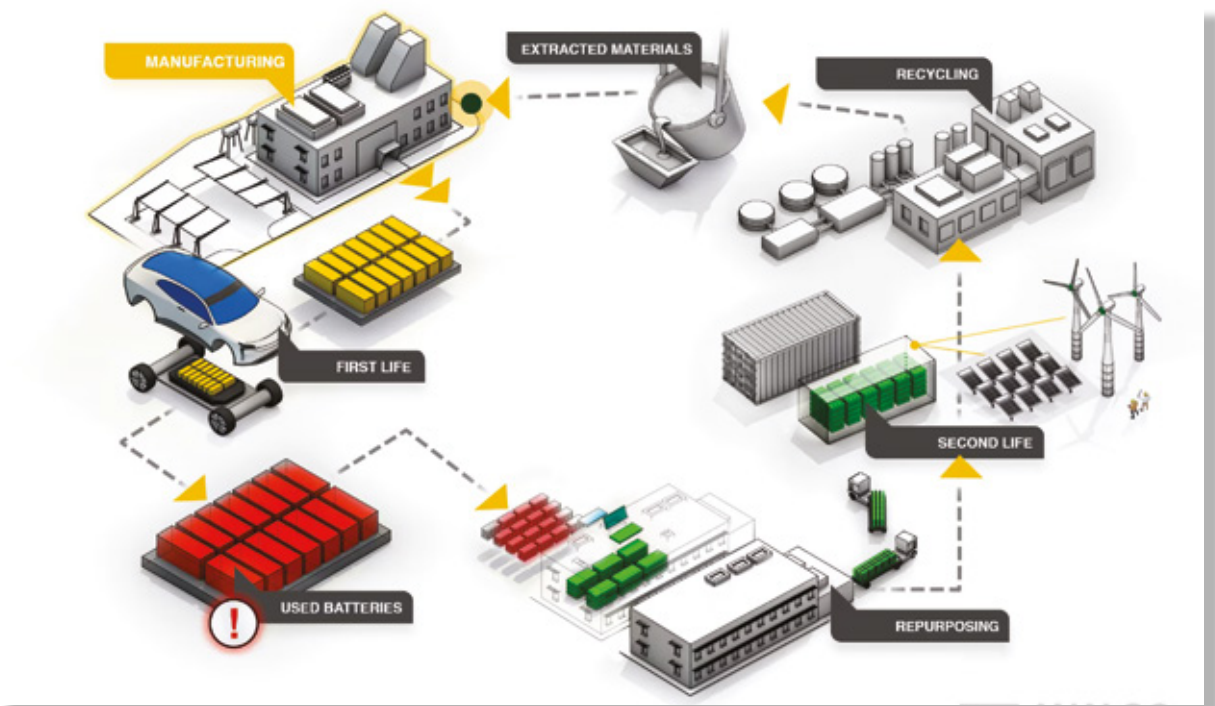 MANUFACTURING
EXTRACTED MATERIALS
RECYCLING
FIRST LIFE
SECOND LIFE
USED BATTERIES
!
REPURPOSING